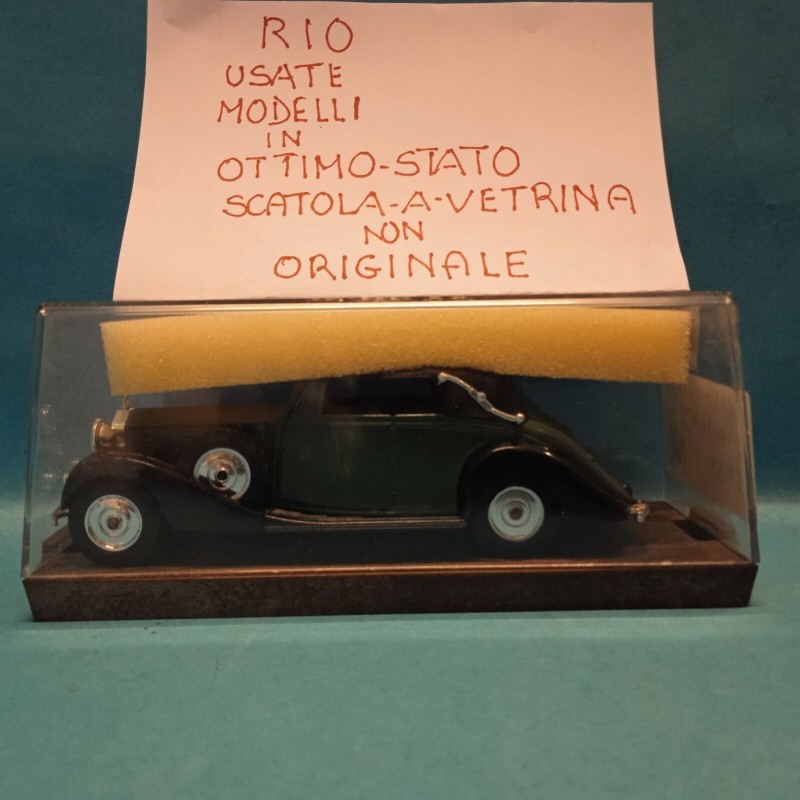 RIO
USATE
MODELLI
IN
OTTIMO-STATO
SCATOLA-A-VETRINA
NON
ORIGINALE